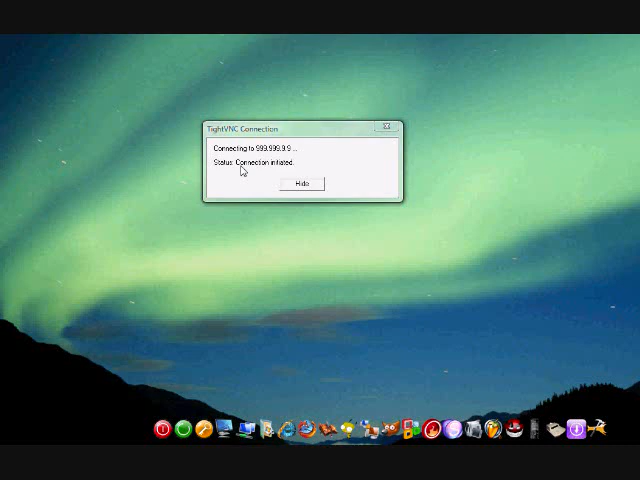 TightVNC Connection
Connecting to 999.999.9.9 ...
Status: Connection initiated.
Hide